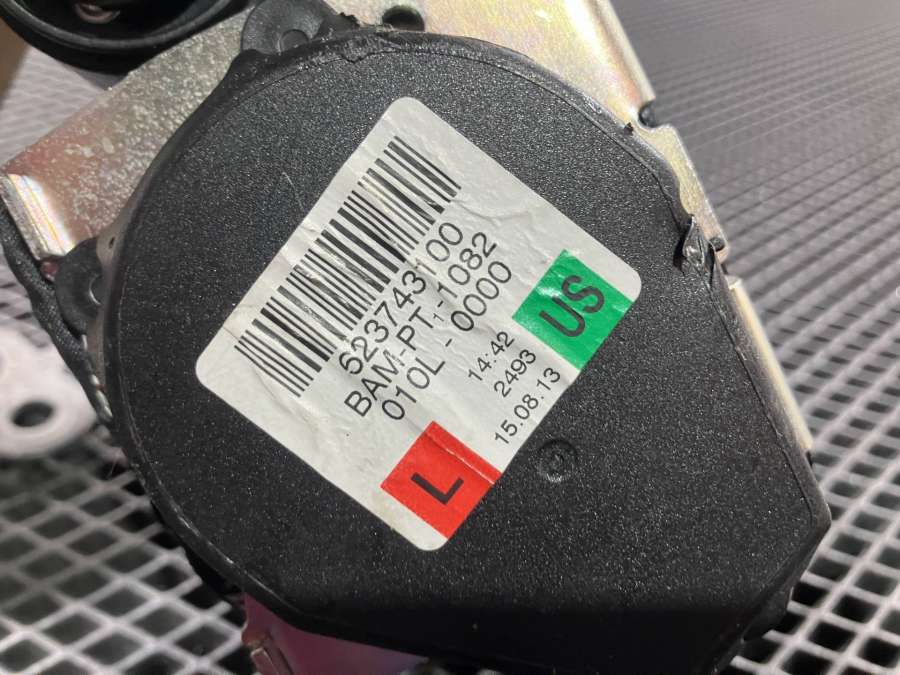 623743100
BAM-PT-1082
010L-0000
14:42
2493
15.08.13
US
L